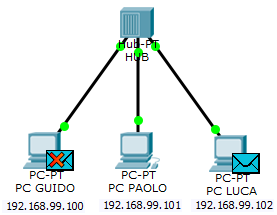 Hub-PT
HUB
PC-PT
PC GUIDO
192.168.99.100
PC-PT
PC PAOLO
192.168.99.101
PC-PT
PC LUCA
192.168.99.102